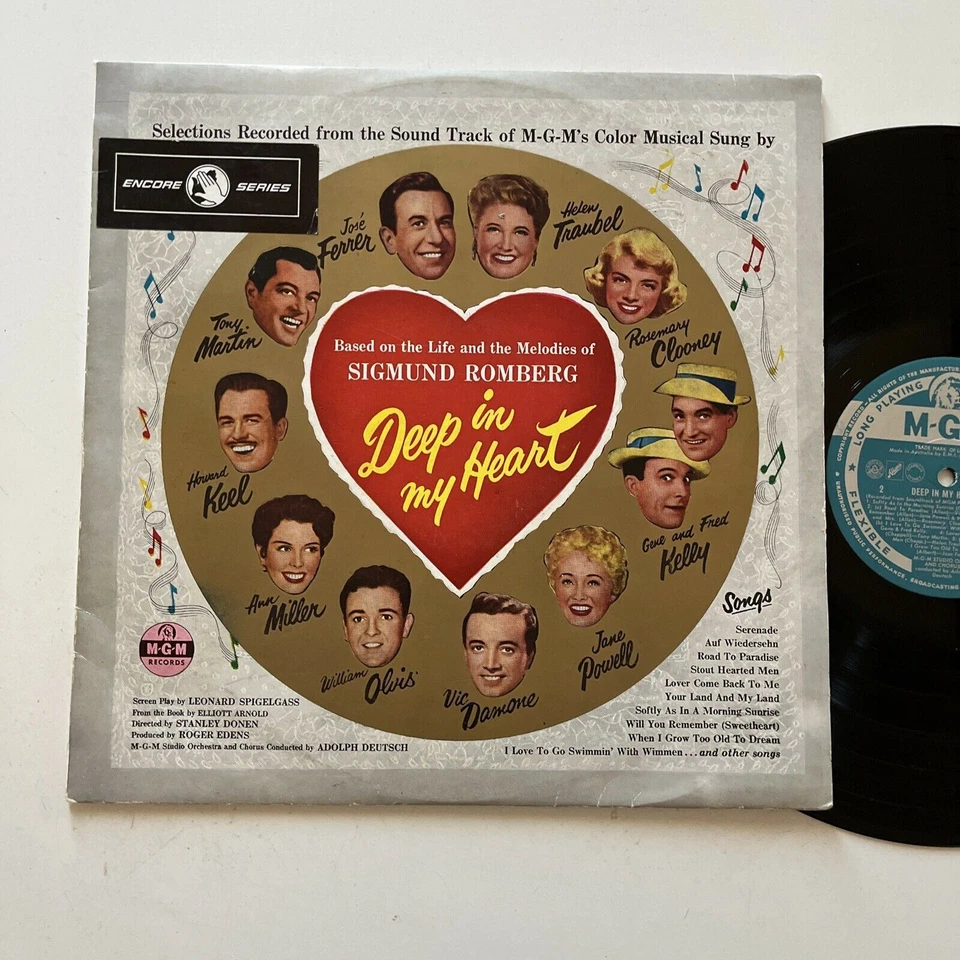 Selections Recorded from the Sound Track of M-G-M's Color Musical Sung by
ENCORE SERIES
José
Ferrer
Helen
Traubel
Tony
Martin
Rosemary
Clooney
Based on the Life and the Melodies of
SIGMUND ROMBERG
Deep in
my Heart
Howard
Keel
Gene and Fred
Kelly
Ann
Miller
William
Olvis
Vic
Damone
Jane
Powell
M-G-M
RECORDS
Screen Play by LEONARD SPIGELGASS
From the Book by ELLIOTT ARNOLD
Directed by STANLEY DONEN
Produced by ROGER EDENS
M-G-M Studio Orchestra and Chorus Conducted by ADOLPH DEUTSCH
Songs
Serenade
Auf Wiedersehn
Road To Paradise
Stout Hearted Men
Lover Come Back To Me
Your Land And My Land
Softly As In A Morning Sunrise
Will You Remember (Sweetheart)
When I Grow Too Old To Dream
I Love To Go Swimmin' With Wimmen . . . and other songs
LONG PLAYING
M-G
FLEXIBLE
2
DEEP IN MY H